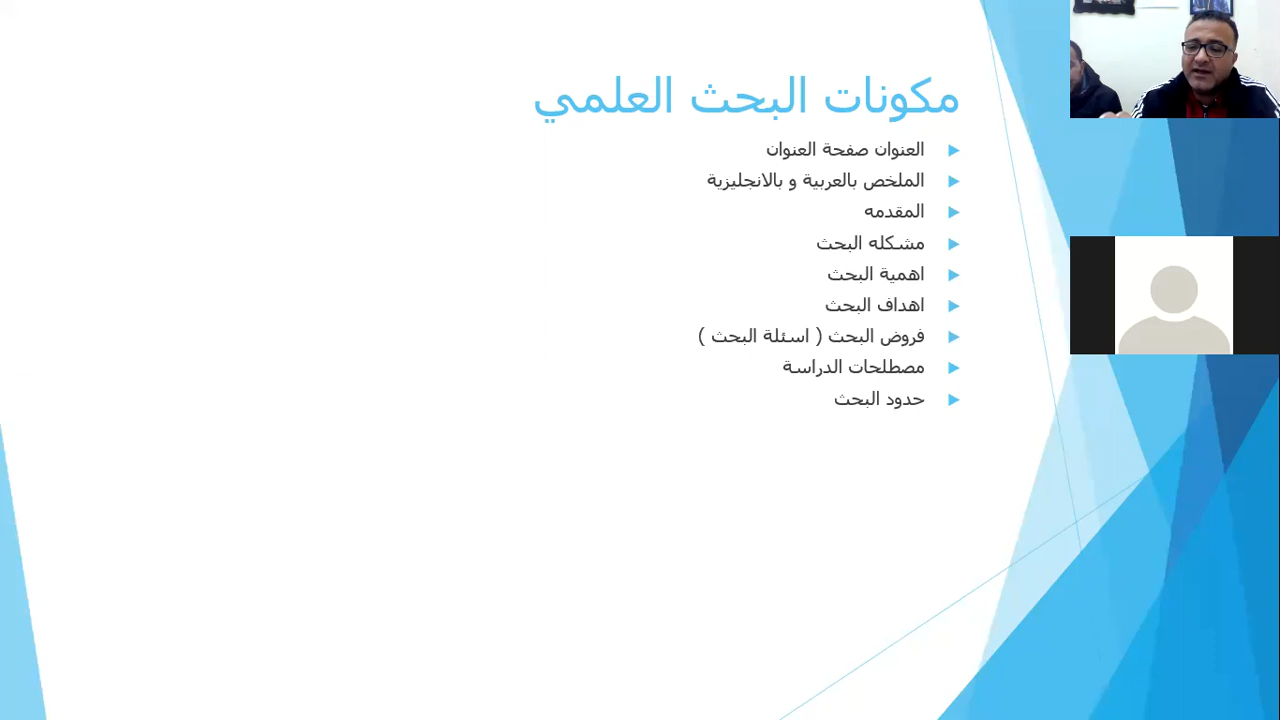 مكونات البحث العلمي
العنوان صفحة العنوان
الملخص بالعربية و بالانجليزية
المقدمه
مشكله البحث
اهمية البحث
اهداف البحث
فروض البحث ( اسئلة البحث )
مصطلحات الدراسة
حدود البحث